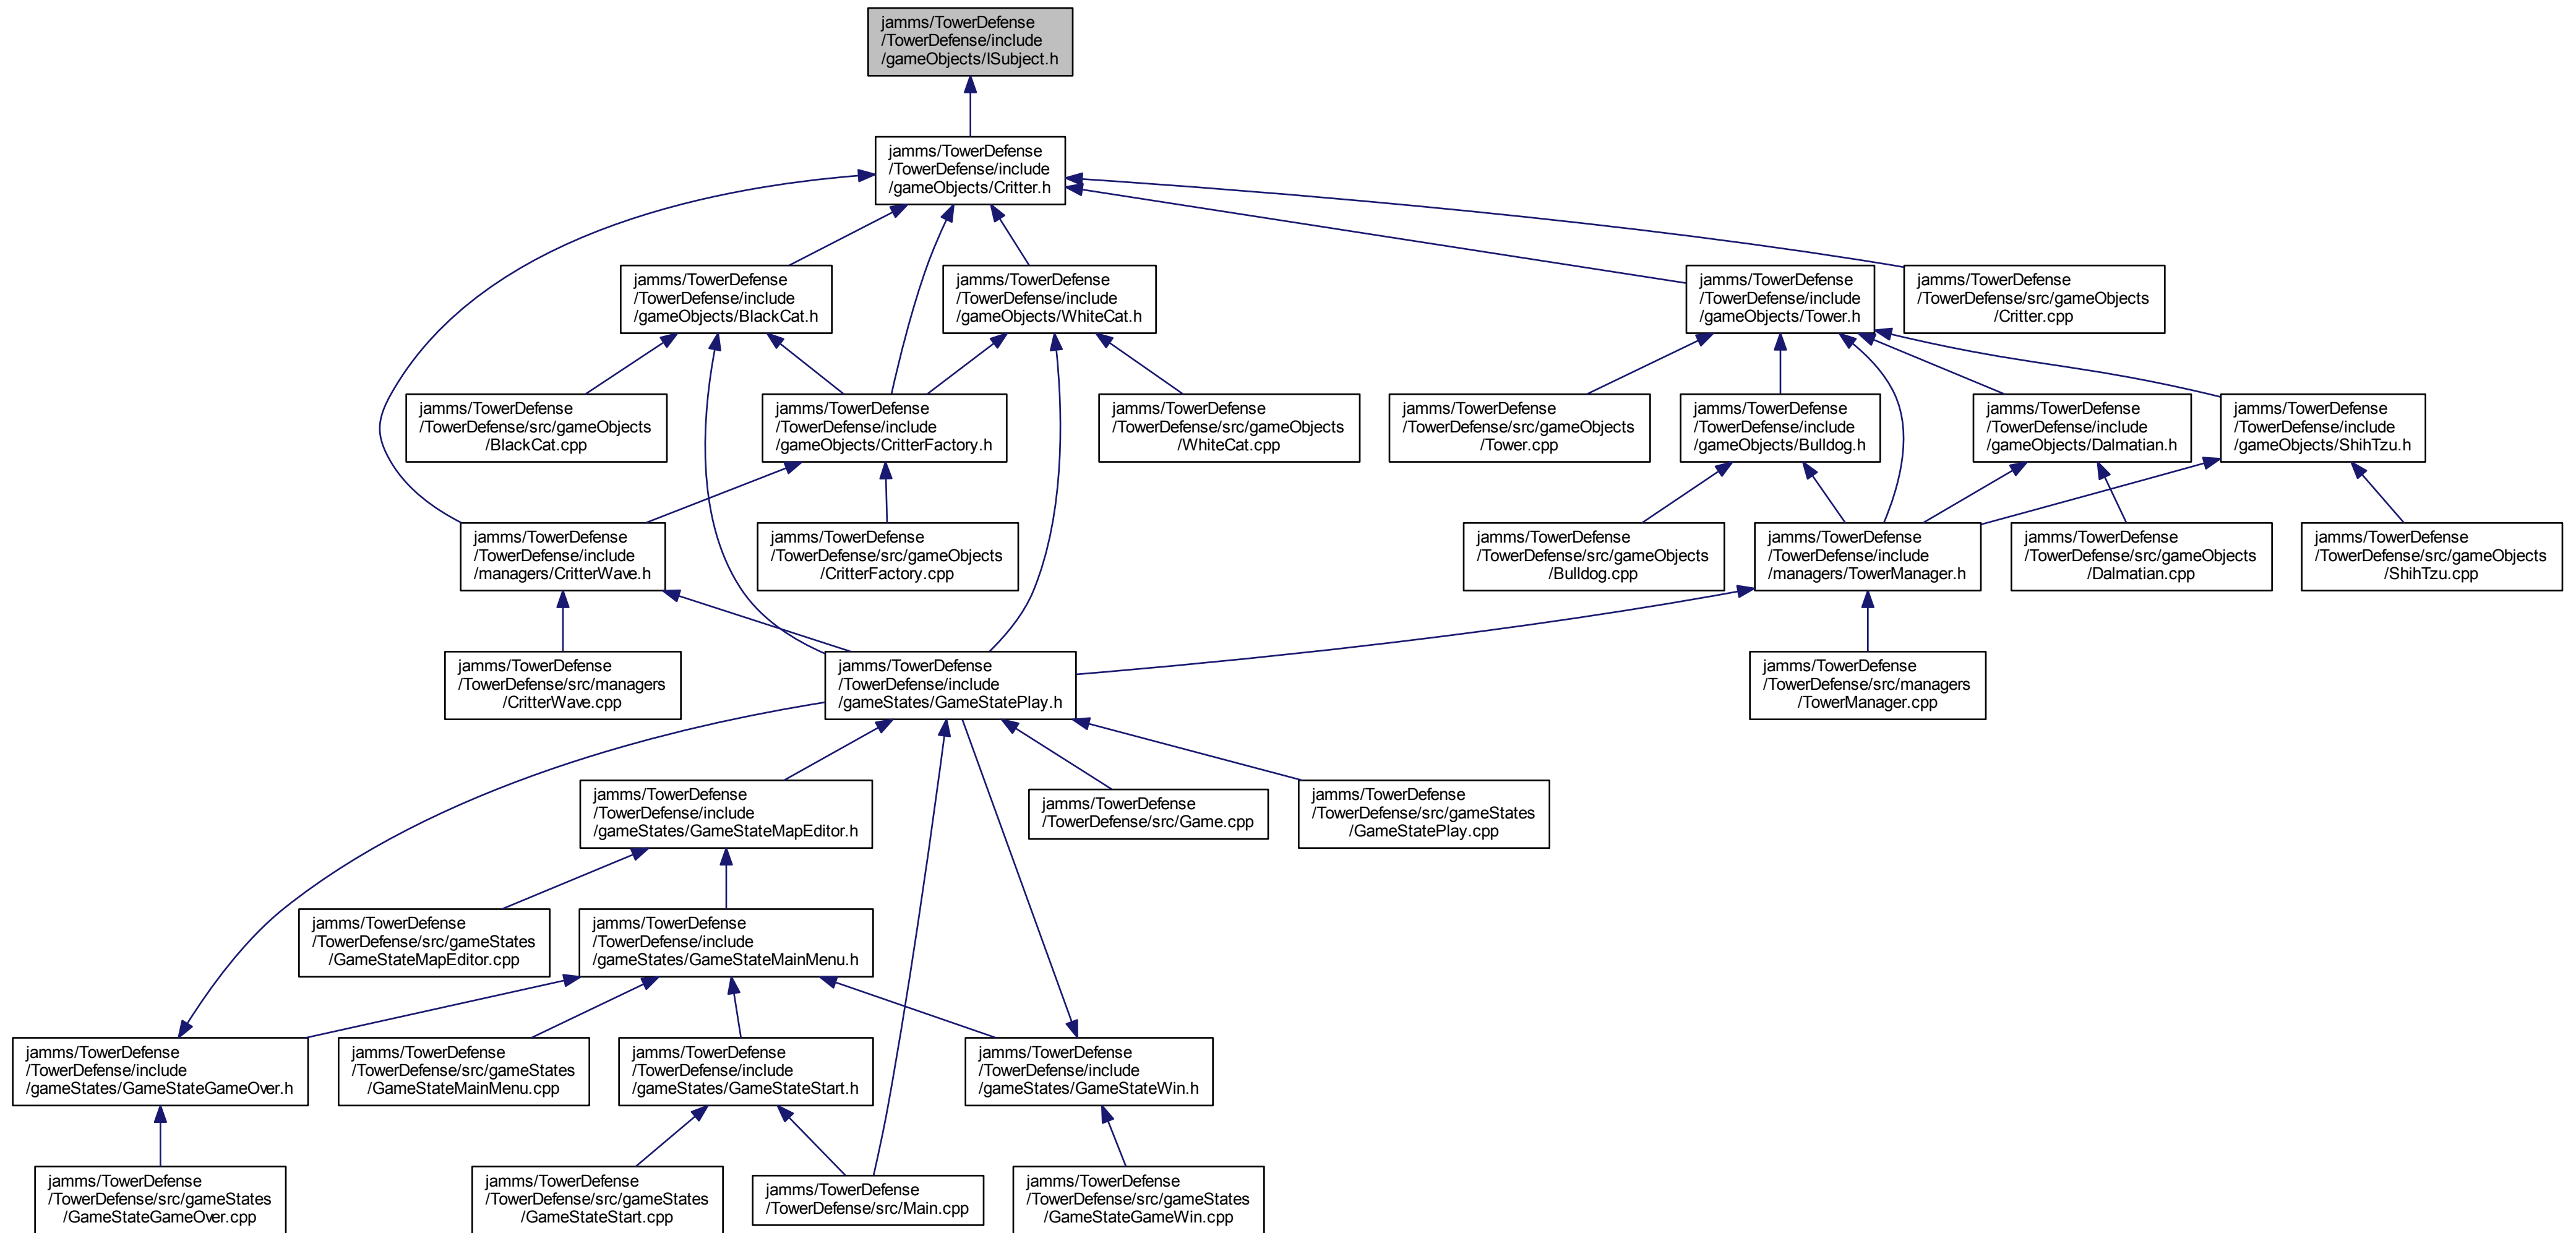 jamms/TowerDefense
/TowerDefense/include
/gameObjects/ISubject.h
jamms/TowerDefense
/TowerDefense/include
/gameObjects/Critter.h
jamms/TowerDefense
/TowerDefense/include
/gameObjects/BlackCat.h
jamms/TowerDefense
/TowerDefense/include
/gameObjects/WhiteCat.h
jamms/TowerDefense
/TowerDefense/include
/gameObjects/Tower.h
jamms/TowerDefense
/TowerDefense/src/gameObjects
/Critter.cpp
jamms/TowerDefense
/TowerDefense/src/gameObjects
/BlackCat.cpp
jamms/TowerDefense
/TowerDefense/include
/gameObjects/CritterFactory.h
jamms/TowerDefense
/TowerDefense/src/gameObjects
/WhiteCat.cpp
jamms/TowerDefense
/TowerDefense/src/gameObjects
/Tower.cpp
jamms/TowerDefense
/TowerDefense/include
/gameObjects/Bulldog.h
jamms/TowerDefense
/TowerDefense/include
/gameObjects/Dalmatian.h
jamms/TowerDefense
/TowerDefense/include
/gameObjects/ShihTzu.h
jamms/TowerDefense
/TowerDefense/include
/managers/CritterWave.h
jamms/TowerDefense
/TowerDefense/src/gameObjects
/CritterFactory.cpp
jamms/TowerDefense
/TowerDefense/src/gameObjects
/Bulldog.cpp
jamms/TowerDefense
/TowerDefense/include
/managers/TowerManager.h
jamms/TowerDefense
/TowerDefense/src/gameObjects
/Dalmatian.cpp
jamms/TowerDefense
/TowerDefense/src/gameObjects
/ShihTzu.cpp
jamms/TowerDefense
/TowerDefense/src/managers
/CritterWave.cpp
jamms/TowerDefense
/TowerDefense/include
/gameStates/GameStatePlay.h
jamms/TowerDefense
/TowerDefense/src/managers
/TowerManager.cpp
jamms/TowerDefense
/TowerDefense/include
/gameStates/GameStateMapEditor.h
jamms/TowerDefense
/TowerDefense/src/Game.cpp
jamms/TowerDefense
/TowerDefense/src/gameStates
/GameStatePlay.cpp
jamms/TowerDefense
/TowerDefense/src/gameStates
/GameStateMapEditor.cpp
jamms/TowerDefense
/TowerDefense/include
/gameStates/GameStateMainMenu.h
jamms/TowerDefense
/TowerDefense/include
/gameStates/GameStateGameOver.h
jamms/TowerDefense
/TowerDefense/src/gameStates
/GameStateMainMenu.cpp
jamms/TowerDefense
/TowerDefense/include
/gameStates/GameStateStart.h
jamms/TowerDefense
/TowerDefense/include
/gameStates/GameStateWin.h
jamms/TowerDefense
/TowerDefense/src/gameStates
/GameStateGameOver.cpp
jamms/TowerDefense
/TowerDefense/src/gameStates
/GameStateStart.cpp
jamms/TowerDefense
/TowerDefense/src/Main.cpp
jamms/TowerDefense
/TowerDefense/src/gameStates
/GameStateGameWin.cpp